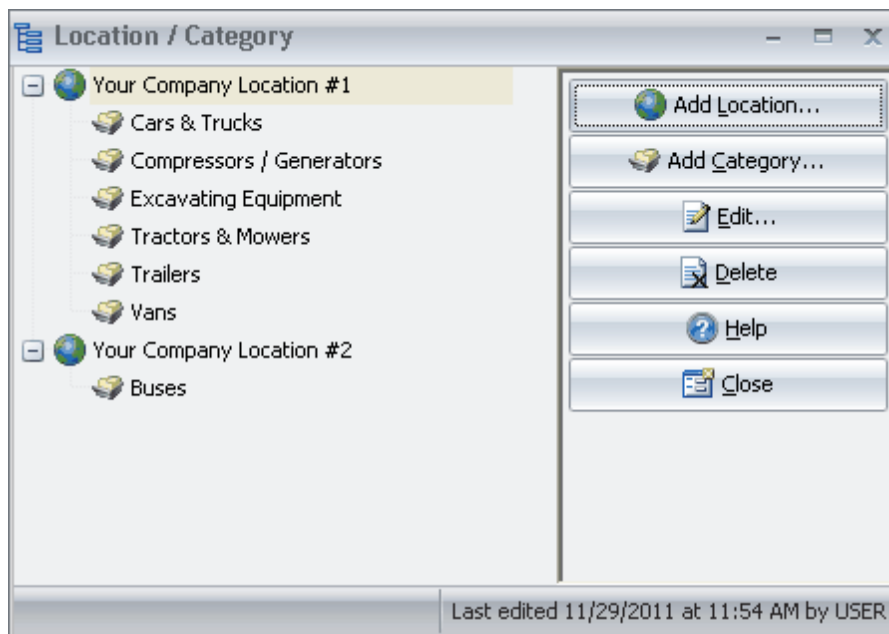 Location / Category
Your Company Location #1
Cars & Trucks
Compressors / Generators
Excavating Equipment
Tractors & Mowers
Trailers
Vans
Your Company Location #2
Buses
Add Location...
Add Category...
Edit...
Delete
Help
Close
Last edited 11/29/2011 at 11:54 AM by USER